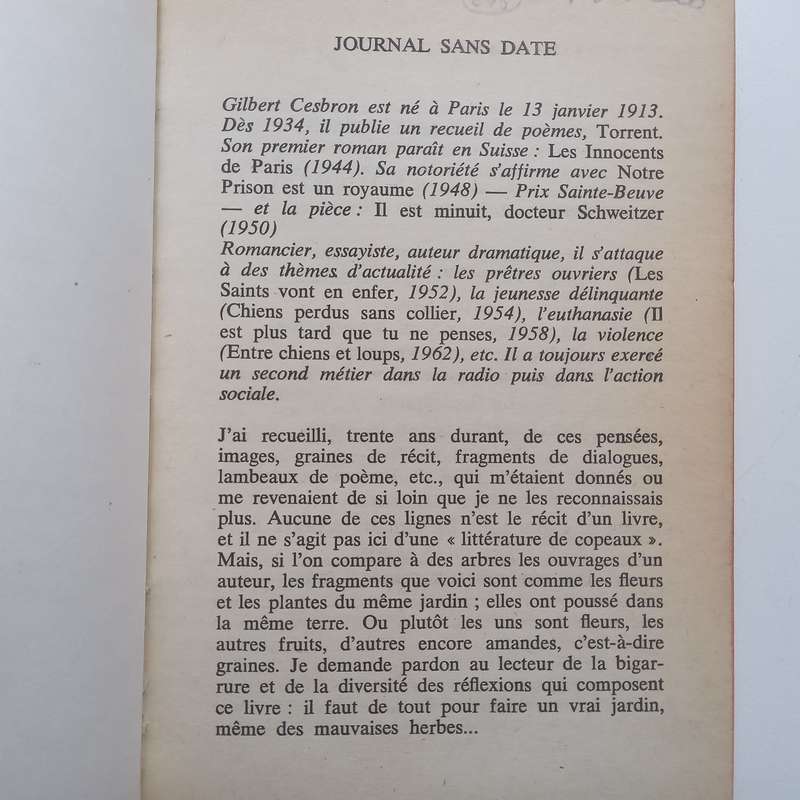 JOURNAL SANS DATE
Gilbert Cesbron est né à Paris le 13 janvier 1913.
Dès 1934, il publie un recueil de poèmes, Torrent.
Son premier roman paraît en Suisse : Les Innocents
de Paris (1944). Sa notoriété s'affirme avec Notre
Prison est un royaume (1948) — Prix Sainte-Beuve
— et la pièce : Il est minuit, docteur Schweitzer
(1950)
Romancier, essayiste, auteur dramatique, il s'attaque
à des thèmes d'actualité : les prêtres ouvriers (Les
Saints vont en enfer, 1952), la jeunesse délinquante
(Chiens perdus sans collier, 1954), l'euthanasie (Il
est plus tard que tu ne penses, 1958), la violence
(Entre chiens et loups, 1962), etc. Il a toujours exercé
un second métier dans la radio puis dans l'action
sociale.
J'ai recueilli, trente ans durant, de ces pensées,
images, graines de récit, fragments de dialogues,
lambeaux de poème, etc., qui m'étaient donnés ou
me revenaient de si loin que je ne les reconnaissais
plus. Aucune de ces lignes n'est le récit d'un livre,
et il ne s'agit pas ici d'une « littérature de copeaux ».
Mais, si l'on compare à des arbres les ouvrages d'un
auteur, les fragments que voici sont comme les fleurs
et les plantes du même jardin ; elles ont poussé dans
la même terre. Ou plutôt les uns sont fleurs, les
autres fruits, d'autres encore amandes, c'est-à-dire
graines. Je demande pardon au lecteur de la bigar-
rure et de la diversité des réflexions qui composent
ce livre : il faut de tout pour faire un vrai jardin,
même des mauvaises herbes...